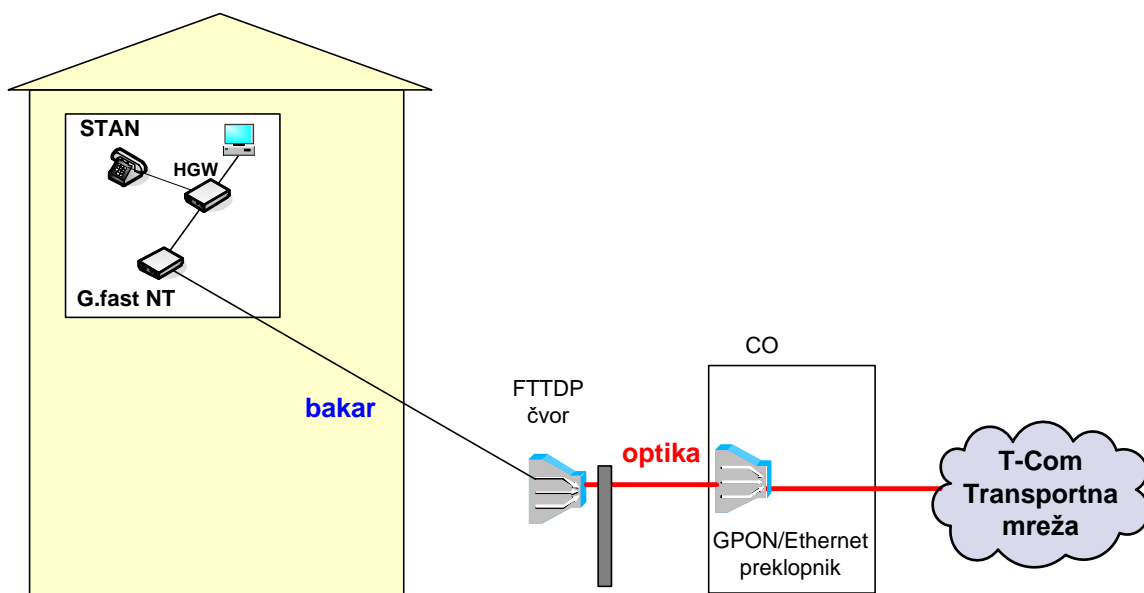 STAN
HGW
G.fast NT
bakar
FTTDP
čvor
optika
CO
GPON/Ethernet
preklopnik
T-Com
Transportna
mreža